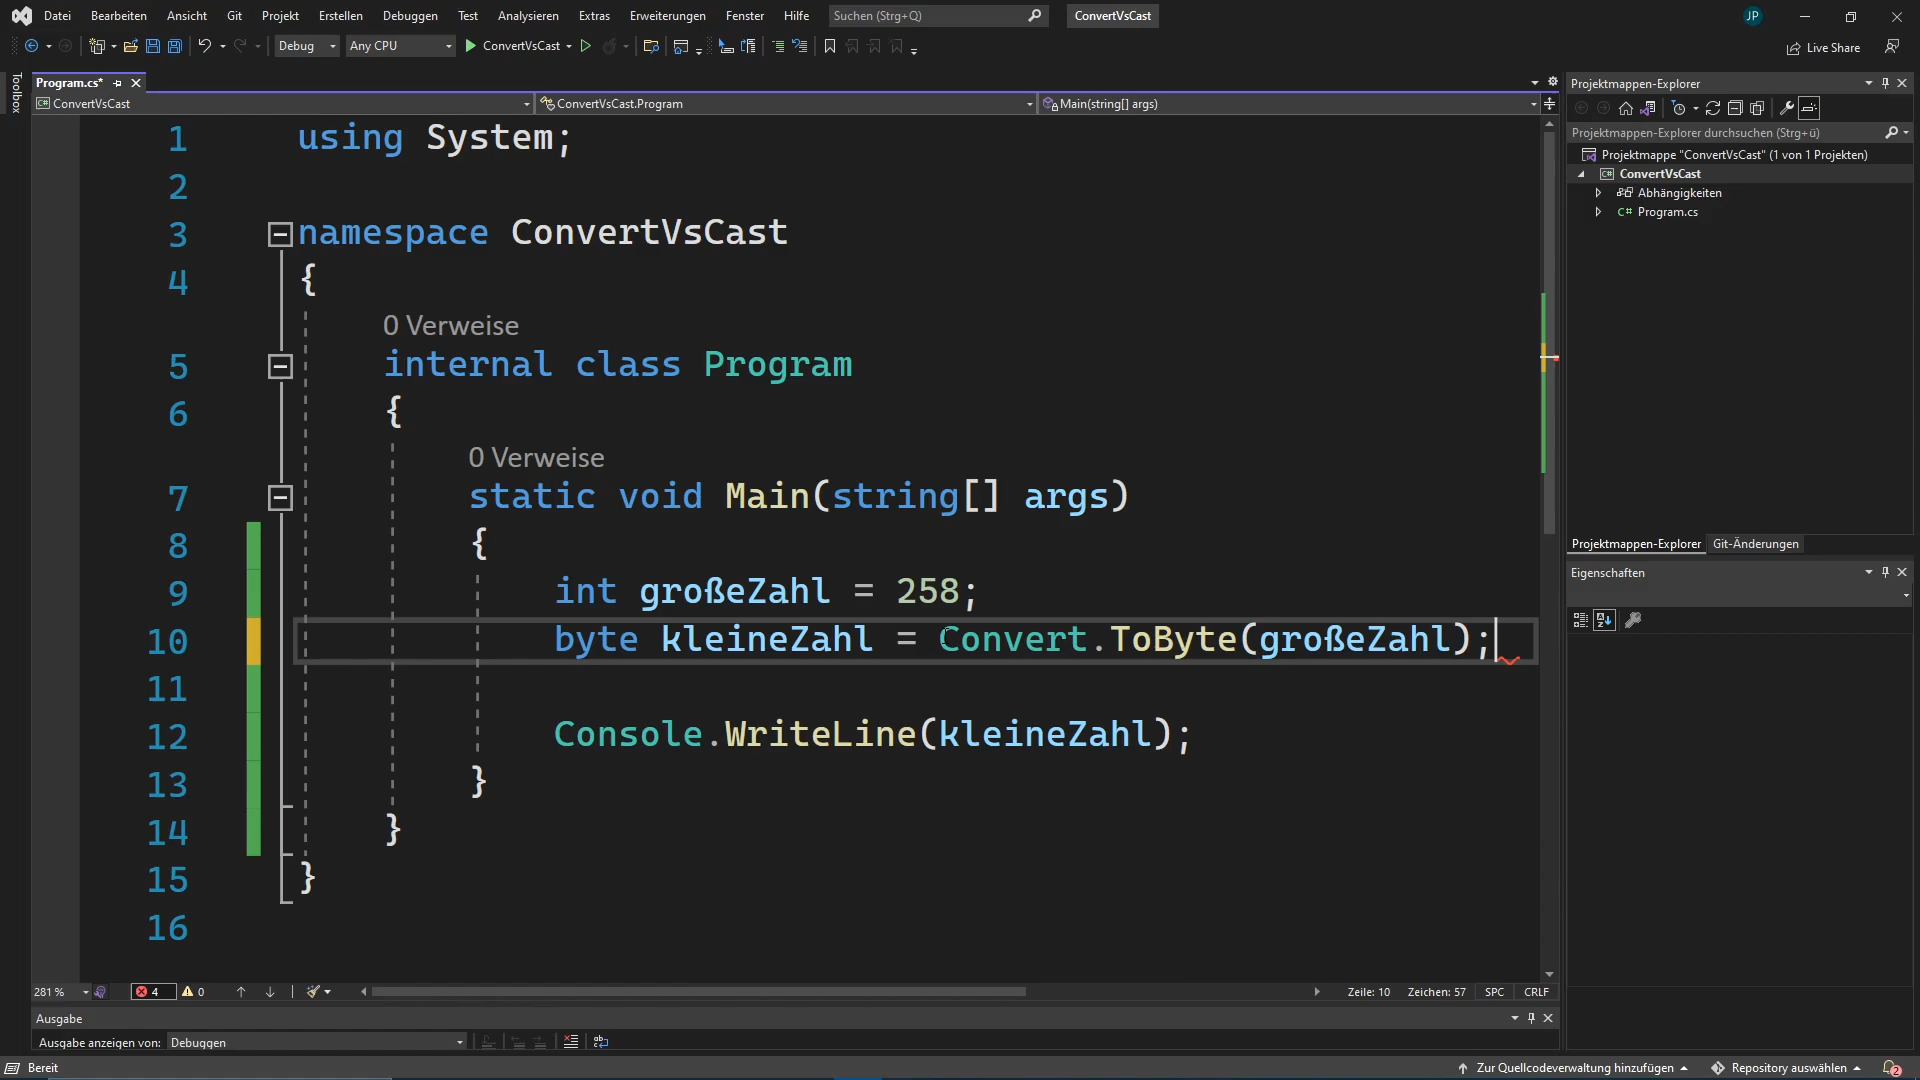 Datei Bearbeiten Ansicht Git Projekt Erstellen Debuggen Test Analysieren Extras Erweiterungen Fenster Hilfe Suchen (Strg+Q) ConvertVsCast JP
Debug Any CPU ConvertVsCast Live Share
Toolbox
Program.cs*
ConvertVsCast ConvertVsCast.Program Main(string[] args)
1 using System;
2
3 namespace ConvertVsCast
4 {
0 Verweise
5 internal class Program
6 {
0 Verweise
7 static void Main(string[] args)
8 {
9 int großeZahl = 258;
10 byte kleineZahl = Convert.ToByte(großeZahl);
11
12 Console.WriteLine(kleineZahl);
13 }
14 }
15 }
16
281 % 4 0 Zeile: 10 Zeichen: 57 SPC CRLF
Ausgabe
Ausgabe anzeigen von: Debuggen
Projektmappen-Explorer
Projektmappen-Explorer durchsuchen (Strg+ü)
Projektmappe "ConvertVsCast" (1 von 1 Projekten)
C# ConvertVsCast
Abhängigkeiten
C# Program.cs
Projektmappen-Explorer Git-Änderungen
Eigenschaften
Bereit Zur Quellcodeverwaltung hinzufügen Repository auswählen 2